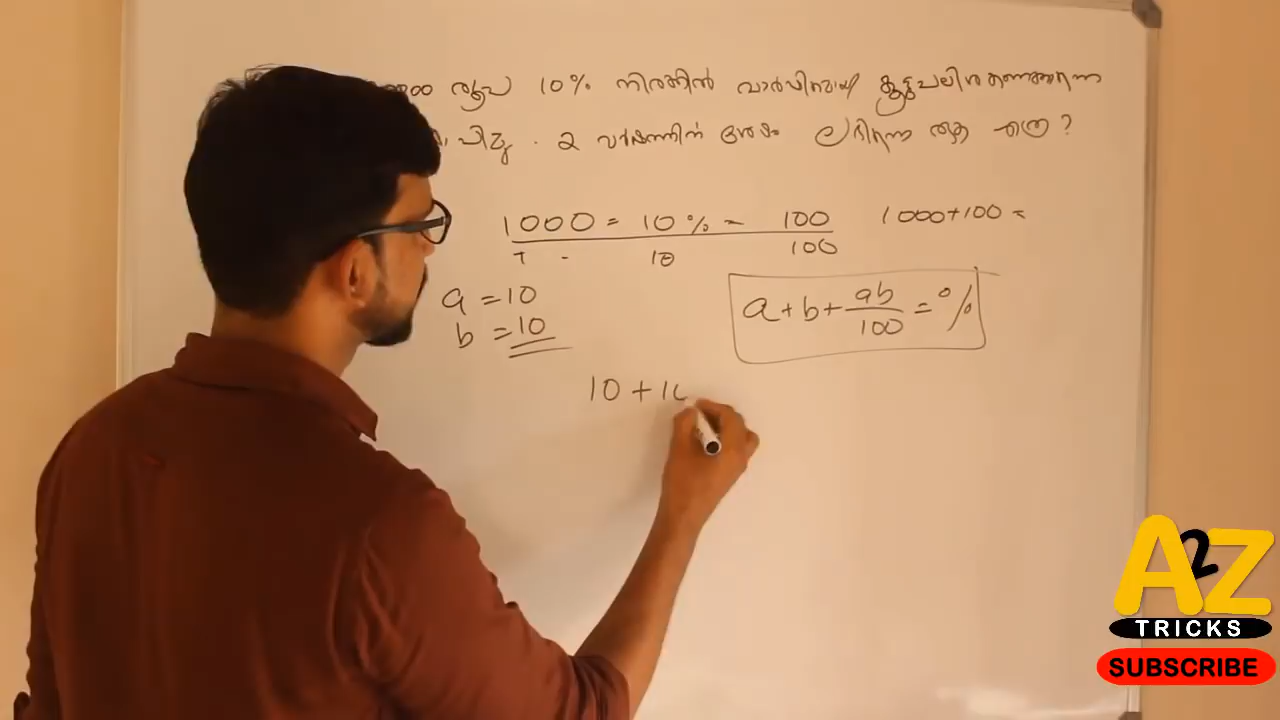 രൂപ 10% നിരക്കിൽ വാർഷികമായി കൂട്ടുപലിശ
2 വർഷത്തിന് ശേഷം ലഭിക്കുന്ന തുക എത്ര?
1000 = 10% - 100 1000+100 =
10 100
a = 10
b = 10
a+b+ab/100 = %
10 + 10
A2Z
TRICKS
SUBSCRIBE